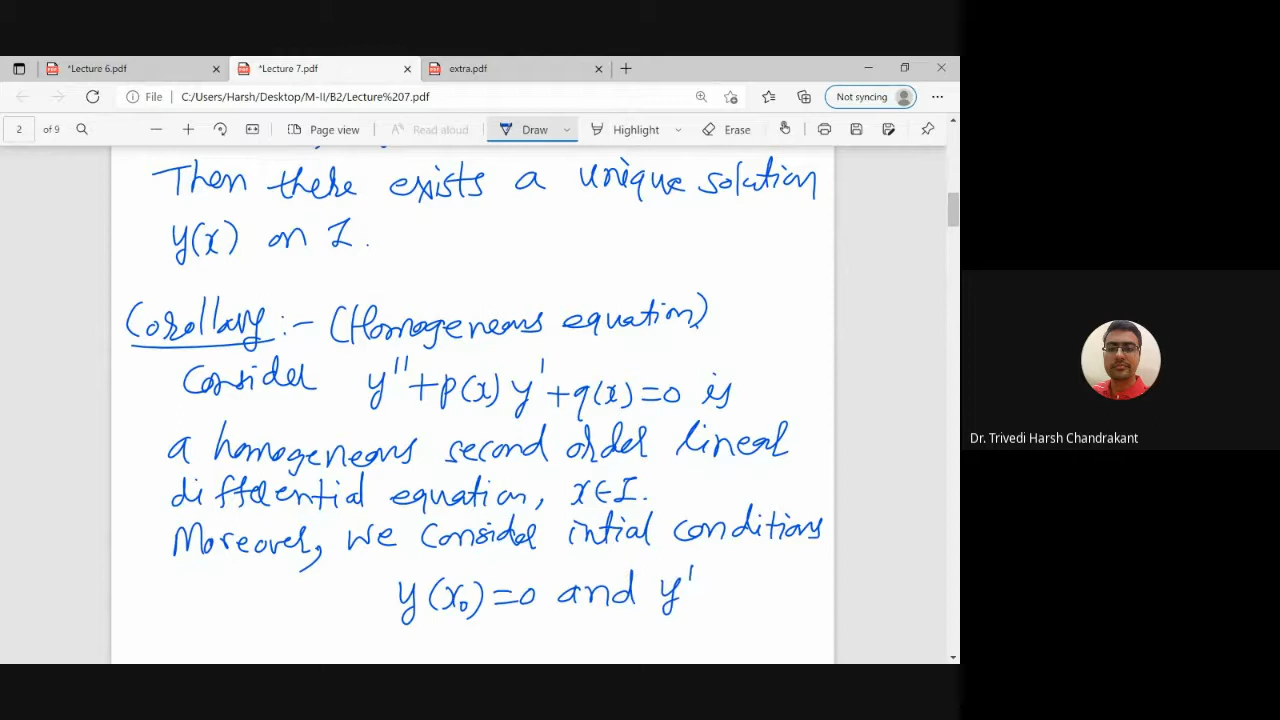 *Lecture 6.pdf
*Lecture 7.pdf
extra.pdf
File
C:/Users/Harsh/Desktop/M-II/B2/Lecture%207.pdf
Not syncing
2 of 9
Page view
Read aloud
Draw
Highlight
Erase
Then there exists a unique solution
y(x) on I.
Corollary :- (Homogeneous equation)
Consider y'' + p(x) y' + q(x) = 0 is
a homogeneous second order linear
differential equation, x∈I.
Moreover, we consider intial conditions
y(x₀) = 0 and y'
Dr. Trivedi Harsh Chandrakant